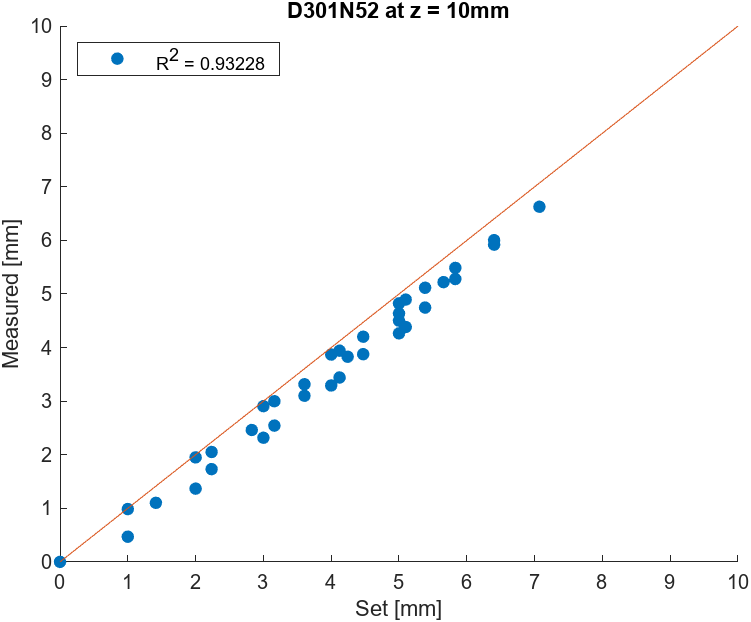 D301N52 at z = 10mm
R² = 0.93228
10
9
8
7
6
5
4
3
2
1
0
Measured [mm]
0 1 2 3 4 5 6 7 8 9 10
Set [mm]